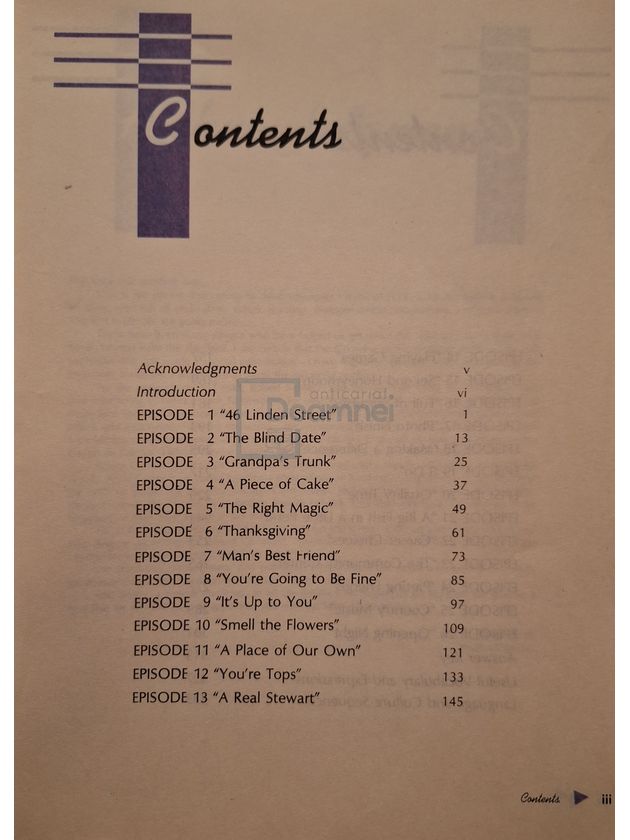 Contents
Acknowledgments v
Introduction vi
anticariat
Deamnei
EPISODE 1 “46 Linden Street” 1
EPISODE 2 “The Blind Date” 13
EPISODE 3 “Grandpa's Trunk” 25
EPISODE 4 “A Piece of Cake” 37
EPISODE 5 “The Right Magic” 49
EPISODE 6 “Thanksgiving” 61
EPISODE 7 “Man's Best Friend” 73
EPISODE 8 “You're Going to Be Fine” 85
EPISODE 9 “It's Up to You” 97
EPISODE 10 “Smell the Flowers” 109
EPISODE 11 “A Place of Our Own” 121
EPISODE 12 “You're Tops” 133
EPISODE 13 “A Real Stewart” 145
Contents iii